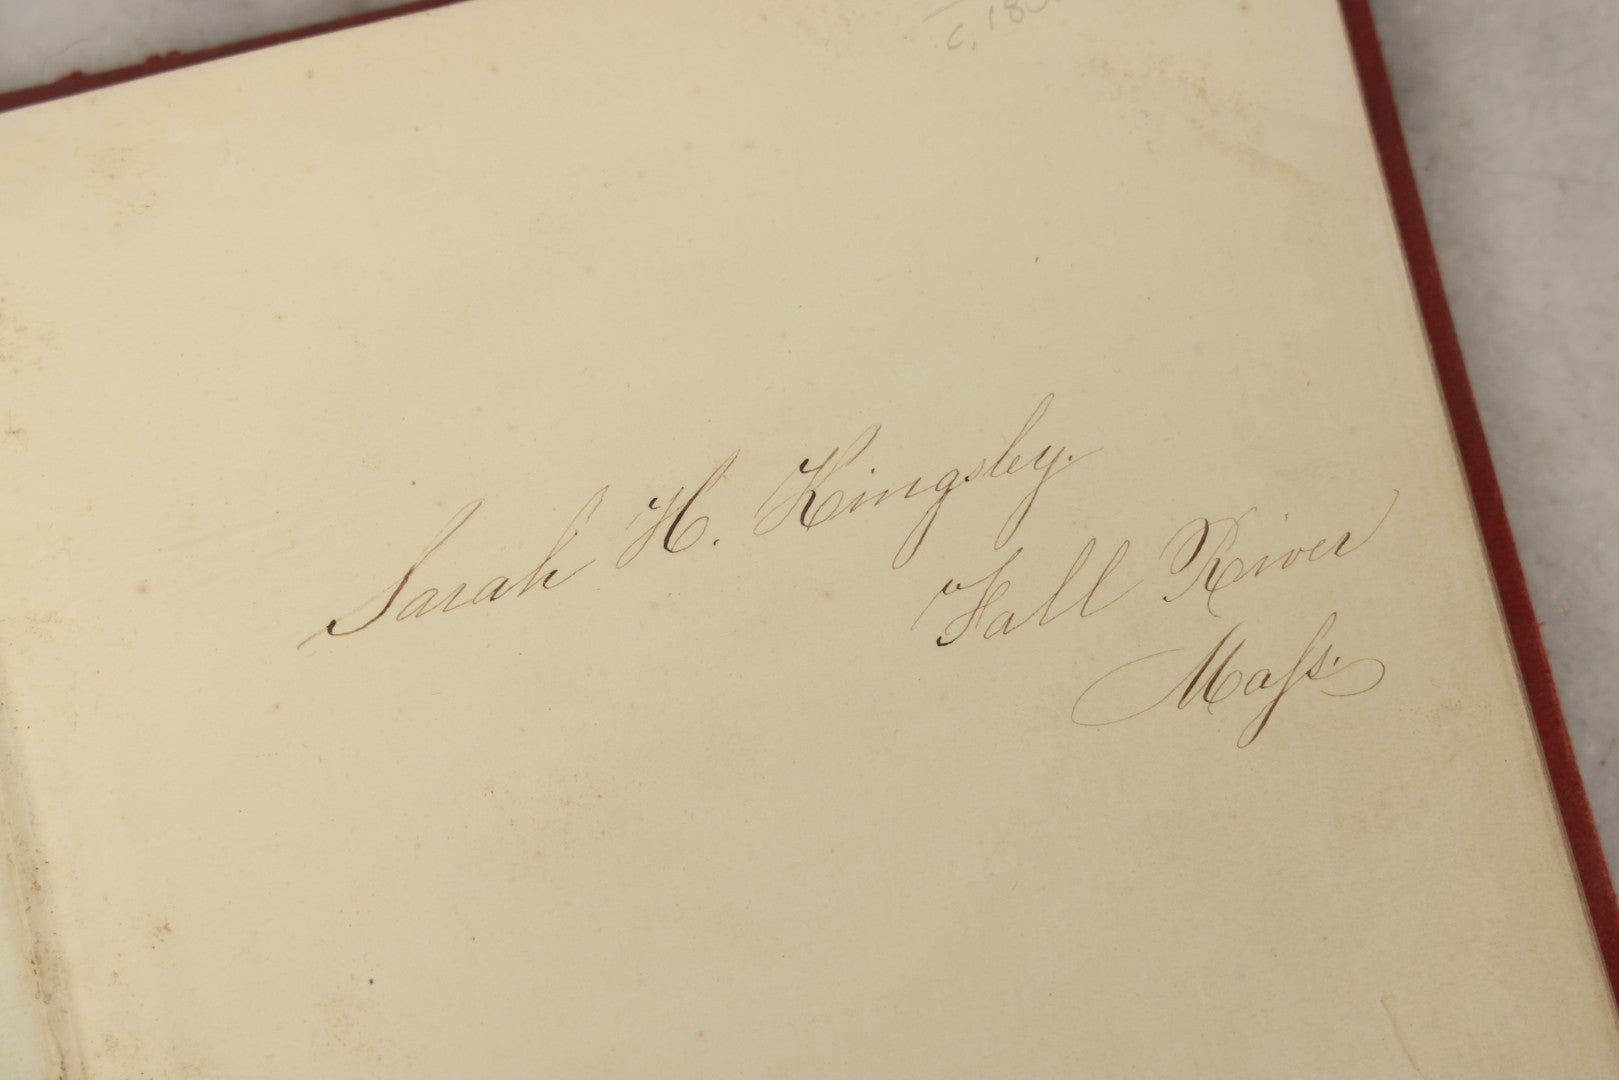 Sarah H. Kingsley.
Fall River
Maſs.